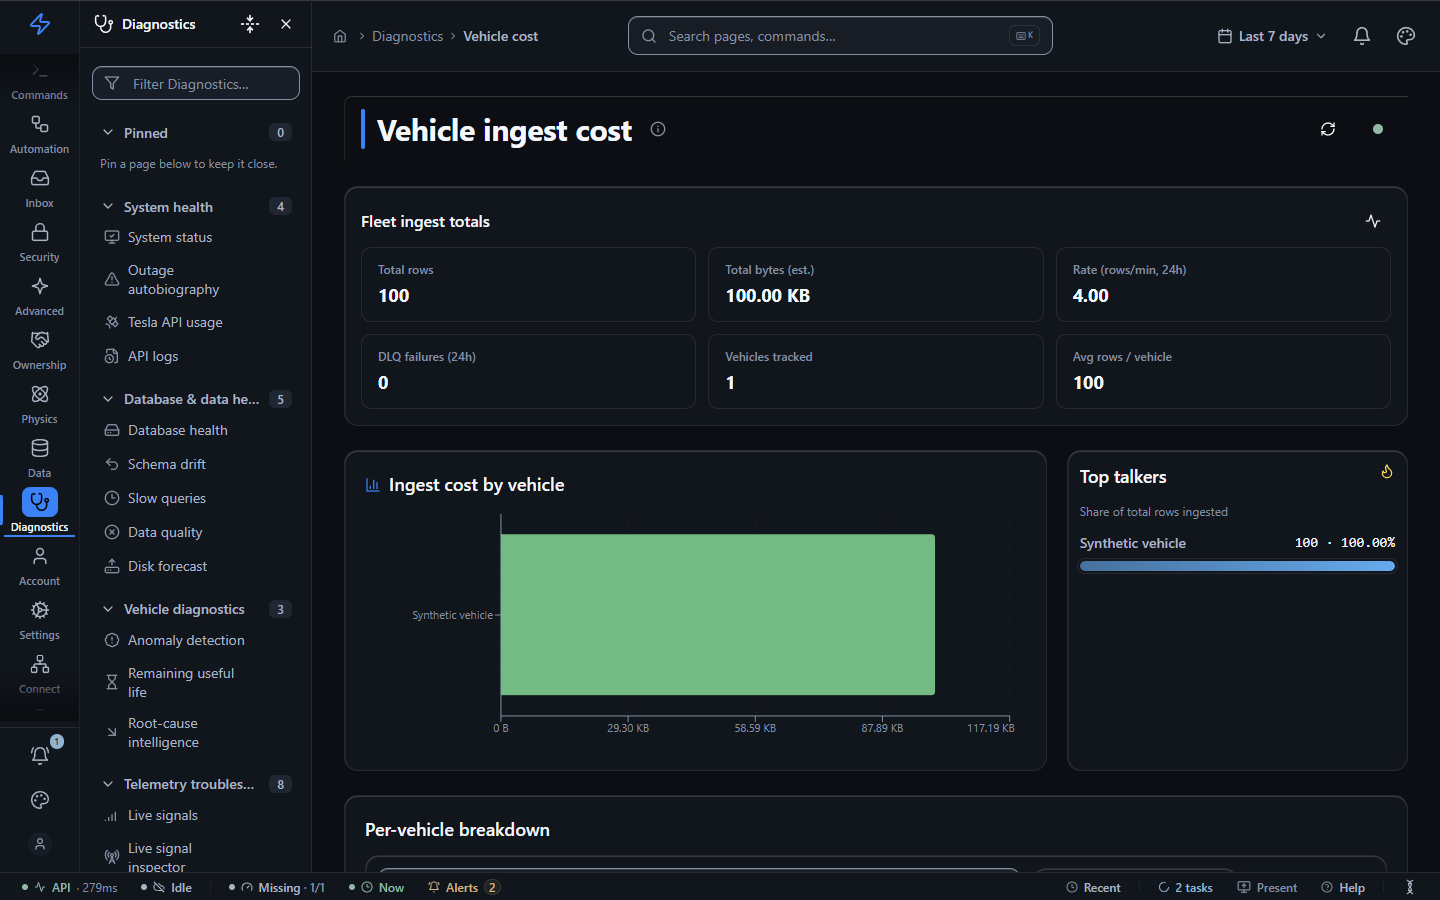 Diagnostics
Diagnostics
Vehicle cost
Search pages, commands...
K
Last 7 days
Commands
Automation
Inbox
Security
Advanced
Ownership
Physics
Data
Diagnostics
Account
Settings
Connect
1
Filter Diagnostics...
Pinned
0
Pin a page below to keep it close.
System health
4
System status
Outage
autobiography
Tesla API usage
API logs
Database & data he...
5
Database health
Schema drift
Slow queries
Data quality
Disk forecast
Vehicle diagnostics
3
Anomaly detection
Remaining useful
life
Root-cause
intelligence
Telemetry troubles...
8
Live signals
Live signal
inspector
Vehicle ingest cost
Fleet ingest totals
Total rows
100
Total bytes (est.)
100.00 KB
Rate (rows/min, 24h)
4.00
DLQ failures (24h)
0
Vehicles tracked
1
Avg rows / vehicle
100
Ingest cost by vehicle
Synthetic vehicle
0 B
29.30 KB
58.59 KB
87.89 KB
117.19 KB
Top talkers
Share of total rows ingested
Synthetic vehicle
100 · 100.00%
Per-vehicle breakdown
API · 279ms
Idle
Missing · 1/1
Now
Alerts 2
Recent
2 tasks
Present
Help